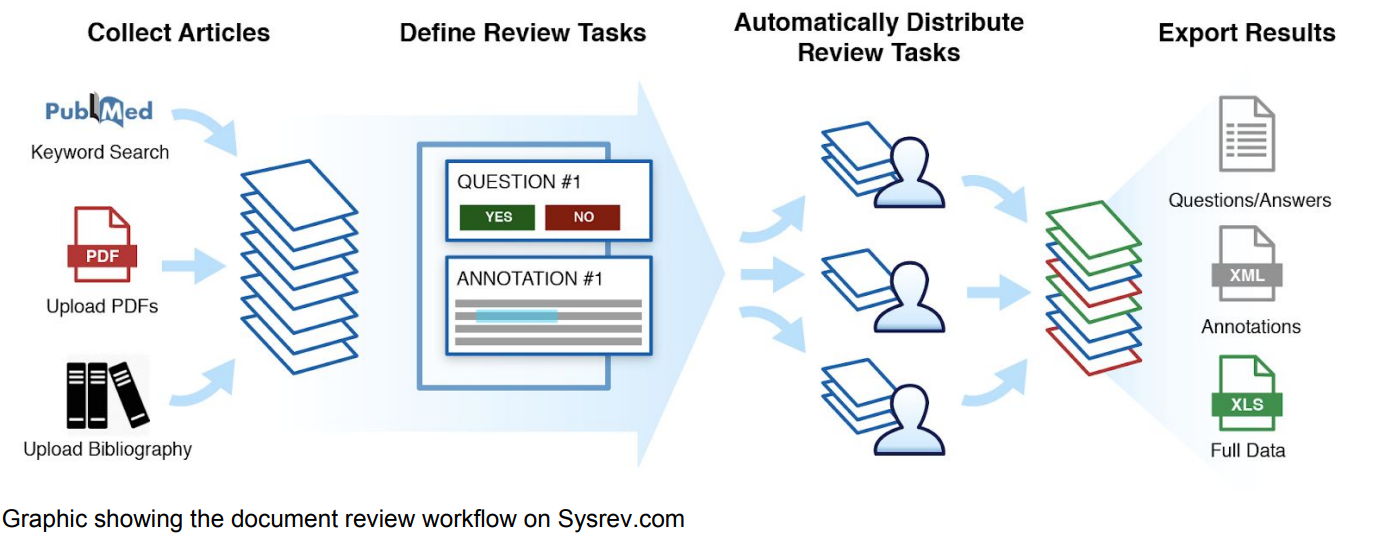 Collect Articles
Define Review Tasks
Automatically Distribute
Review Tasks
Export Results
PubMed
Keyword Search
PDF
Upload PDFs
Upload Bibliography
QUESTION #1
YES
NO
ANNOTATION #1
Questions/Answers
XML
Annotations
XLS
Full Data
Graphic showing the document review workflow on Sysrev.com